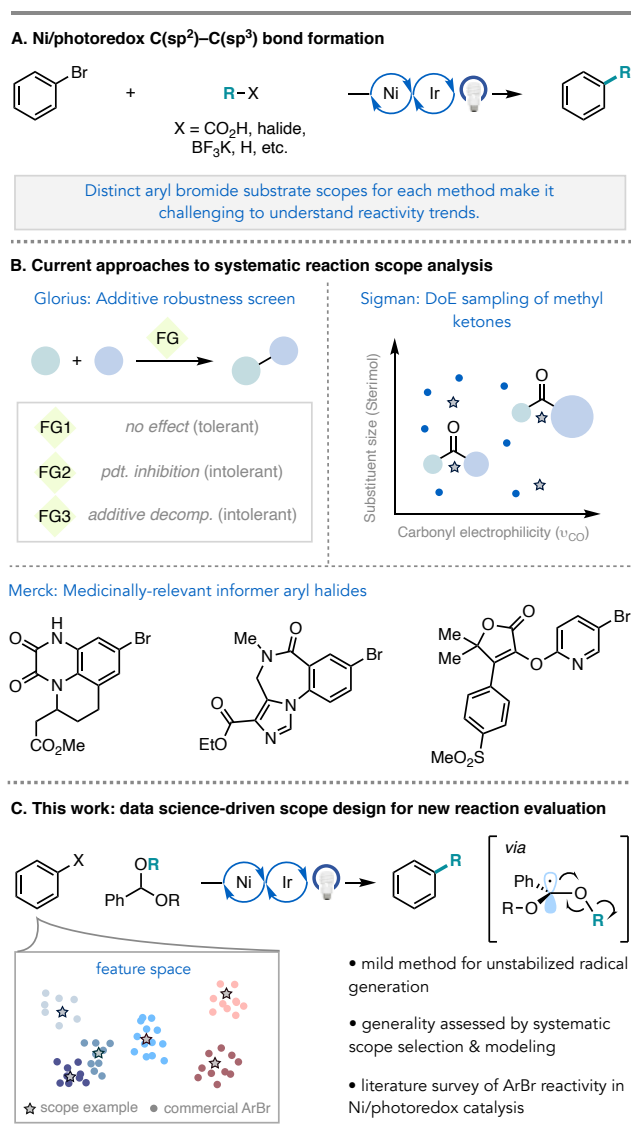 A. Ni/photoredox C(sp²)–C(sp³) bond formation
Br
+
R–X
Ni
Ir
R
X = CO₂H, halide,
BF₃K, H, etc.
Distinct aryl bromide substrate scopes for each method make it
challenging to understand reactivity trends.
B. Current approaches to systematic reaction scope analysis
Glorius: Additive robustness screen
FG
+
FG1 no effect (tolerant)
FG2 pdt. inhibition (intolerant)
FG3 additive decomp. (intolerant)
Sigman: DoE sampling of methyl
ketones
Substituent size (Sterimol)
O
O
Carbonyl electrophilicity (υCO)
Merck: Medicinally-relevant informer aryl halides
H
N
O
O
N
Br
CO₂Me
Me
N
O
Br
N
O
EtO
N
O
O
Br
Me
Me
O
N
MeO₂S
C. This work: data science-driven scope design for new reaction evaluation
X
OR
Ph
OR
Ni
Ir
R
via
Ph
O
R–O
R
feature space
scope example
commercial ArBr
• mild method for unstabilized radical
generation
• generality assessed by systematic
scope selection & modeling
• literature survey of ArBr reactivity in
Ni/photoredox catalysis